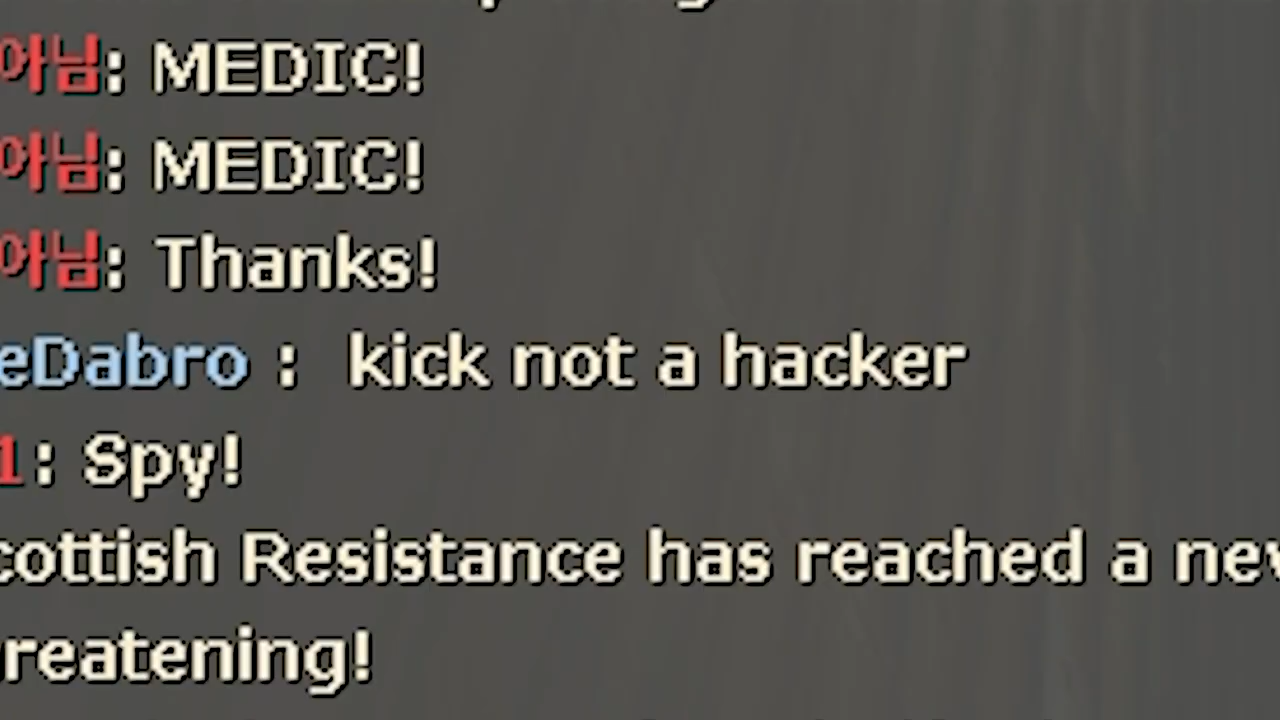 아님: MEDIC!
아님: MEDIC!
아님: Thanks!
eDabro :  kick not a hacker
1: Spy!
cottish Resistance has reached a nev
reatening!